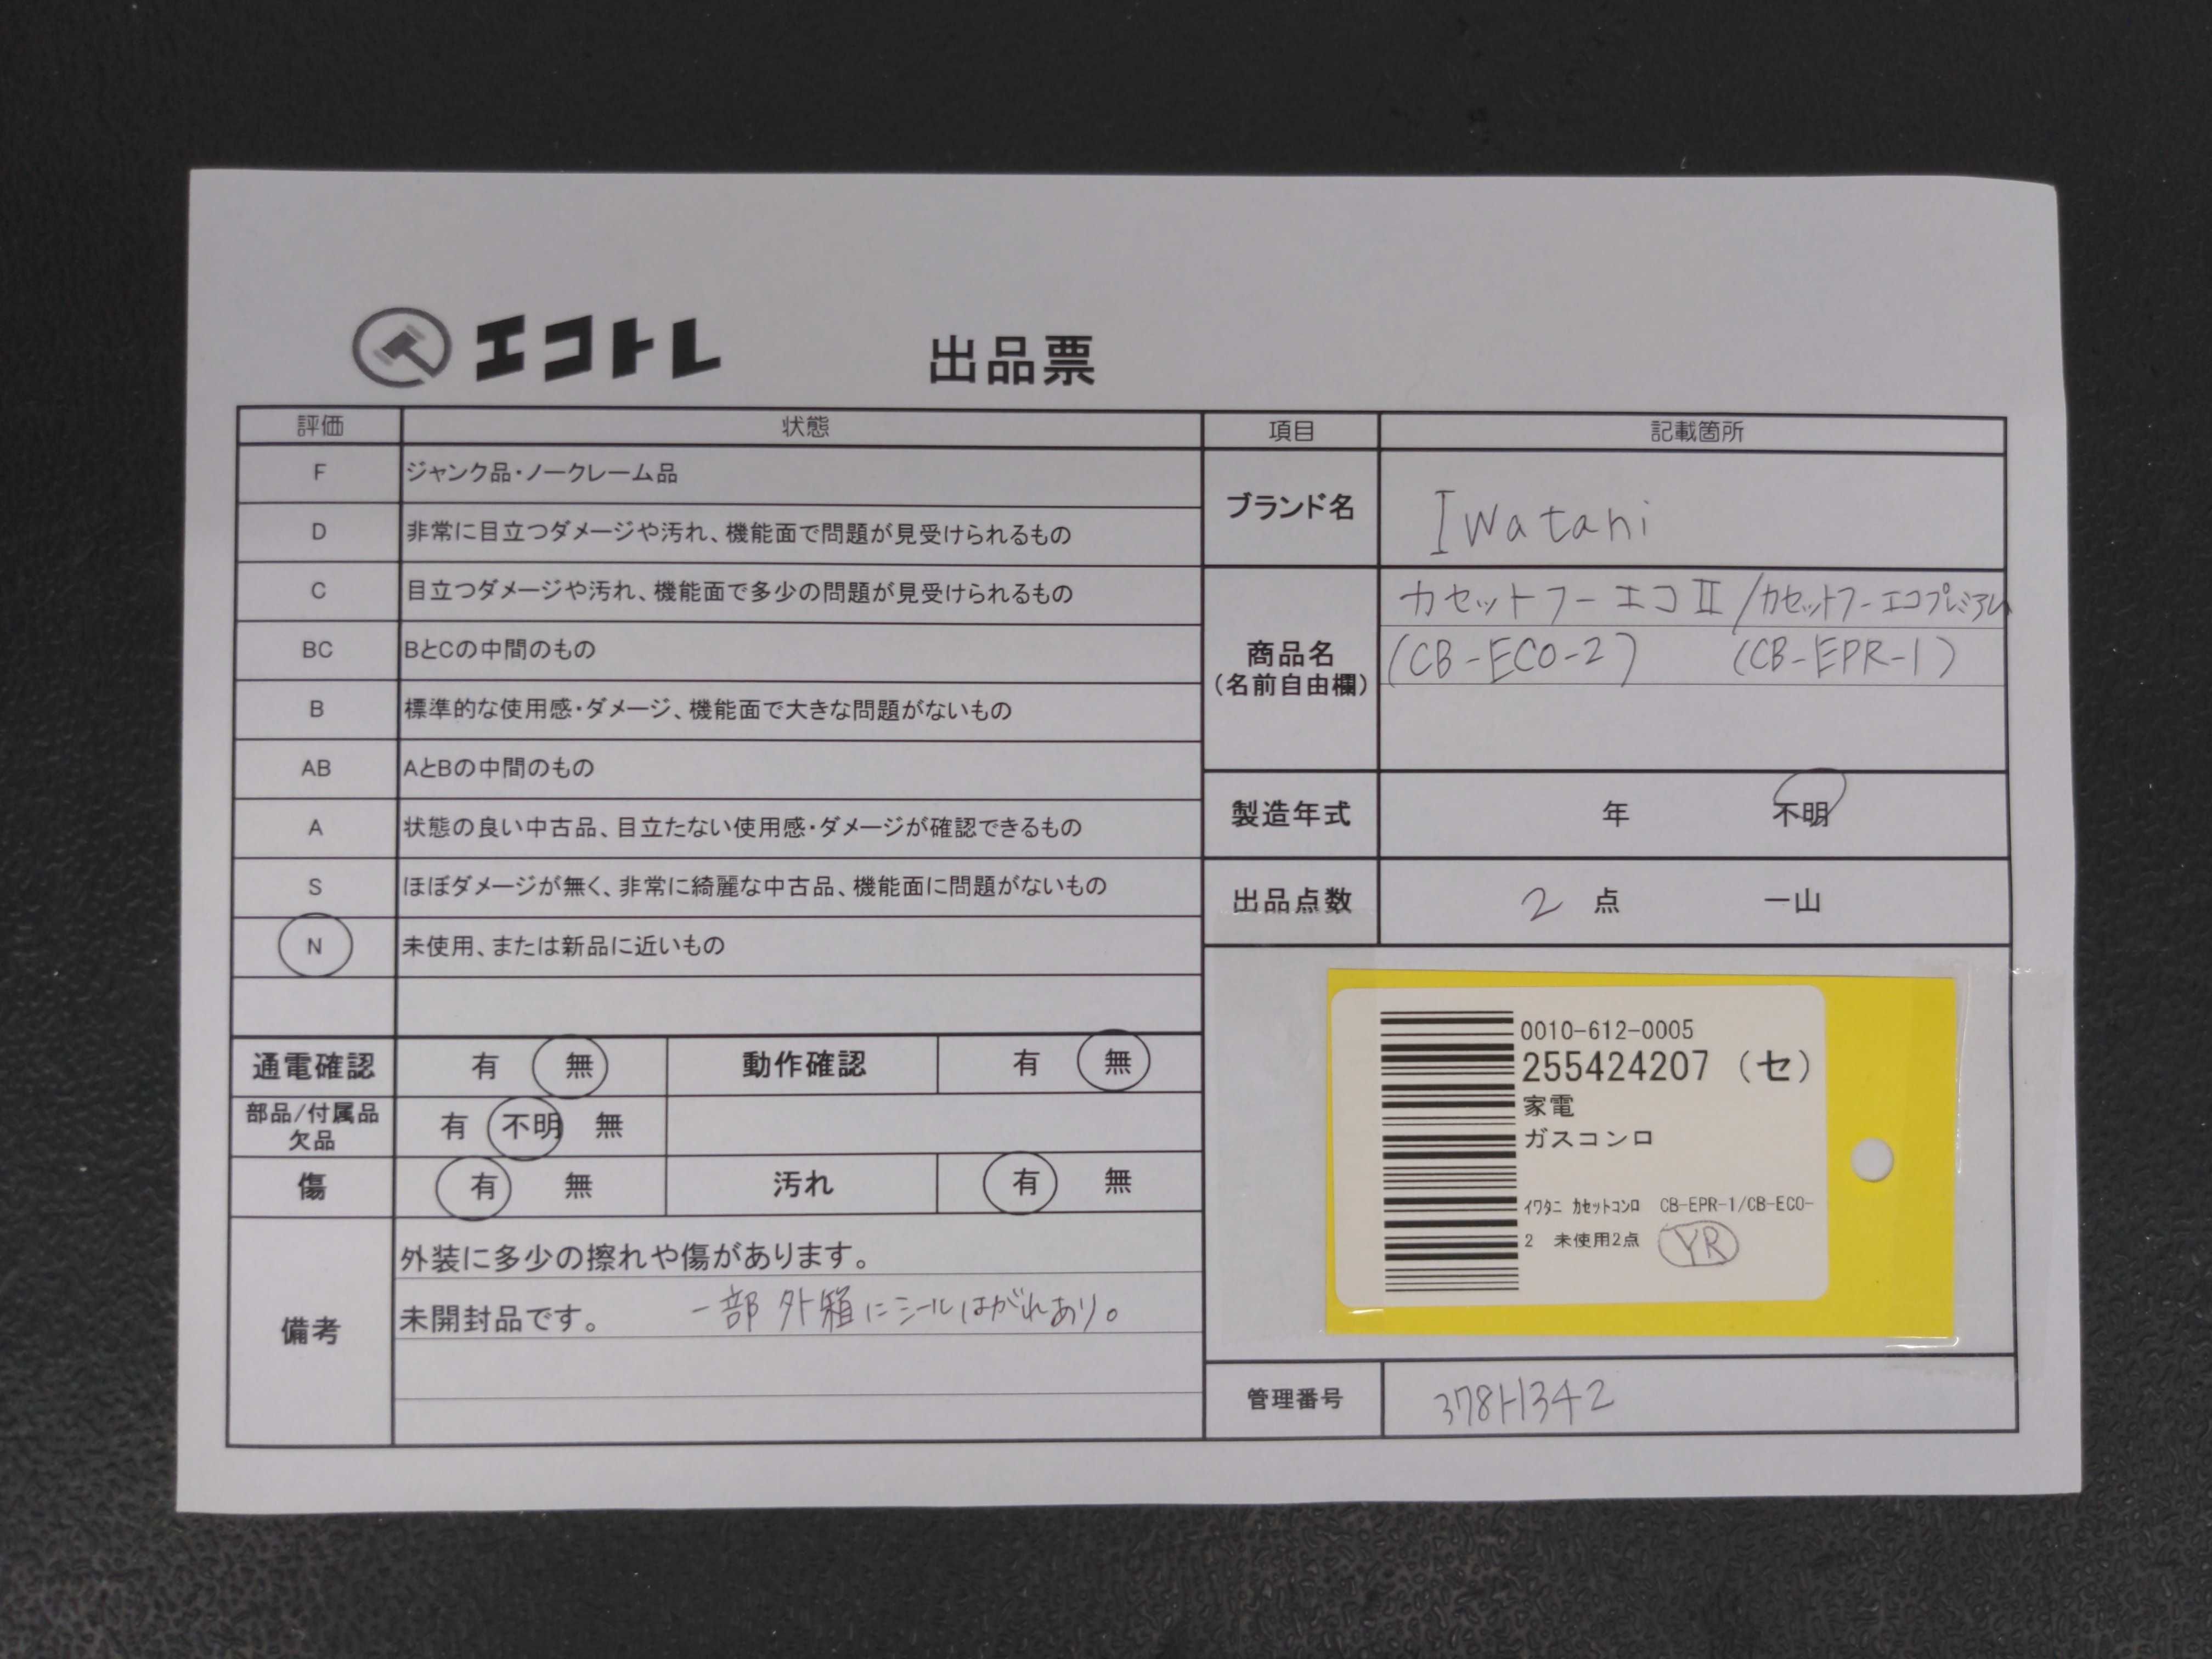 エコトレ
出品票
評価 状態
F ジャンク品・ノークレーム品
D 非常に目立つダメージや汚れ、機能面で問題が見受けられるもの
C 目立つダメージや汚れ、機能面で多少の問題が見受けられるもの
BC BとCの中間のもの
B 標準的な使用感・ダメージ、機能面で大きな問題がないもの
AB AとBの中間のもの
A 状態の良い中古品、目立たない使用感・ダメージが確認できるもの
S ほぼダメージが無く、非常に綺麗な中古品、機能面に問題がないもの
N 未使用、または新品に近いもの
通電確認 有 無 動作確認 有 無
部品/付属品
欠品 有 不明 無
傷 有 無 汚れ 有 無
備考
外装に多少の擦れや傷があります。
未開封品です。 一部外箱にシールはがれあり。
項目 記載箇所
ブランド名 Iwatani
商品名
(名前自由欄)
カセットフーエコⅡ/カセットフーエコプレミアム
(CB-ECO-2) (CB-EPR-1)
製造年式 年 不明
出品点数 2 点 一山
0010-612-0005
255424207 (セ)
家電
ガスコンロ
イワタニ カセットコンロ CB-EPR-1/CB-ECO-
2 未使用2点 YR
管理番号 378H342